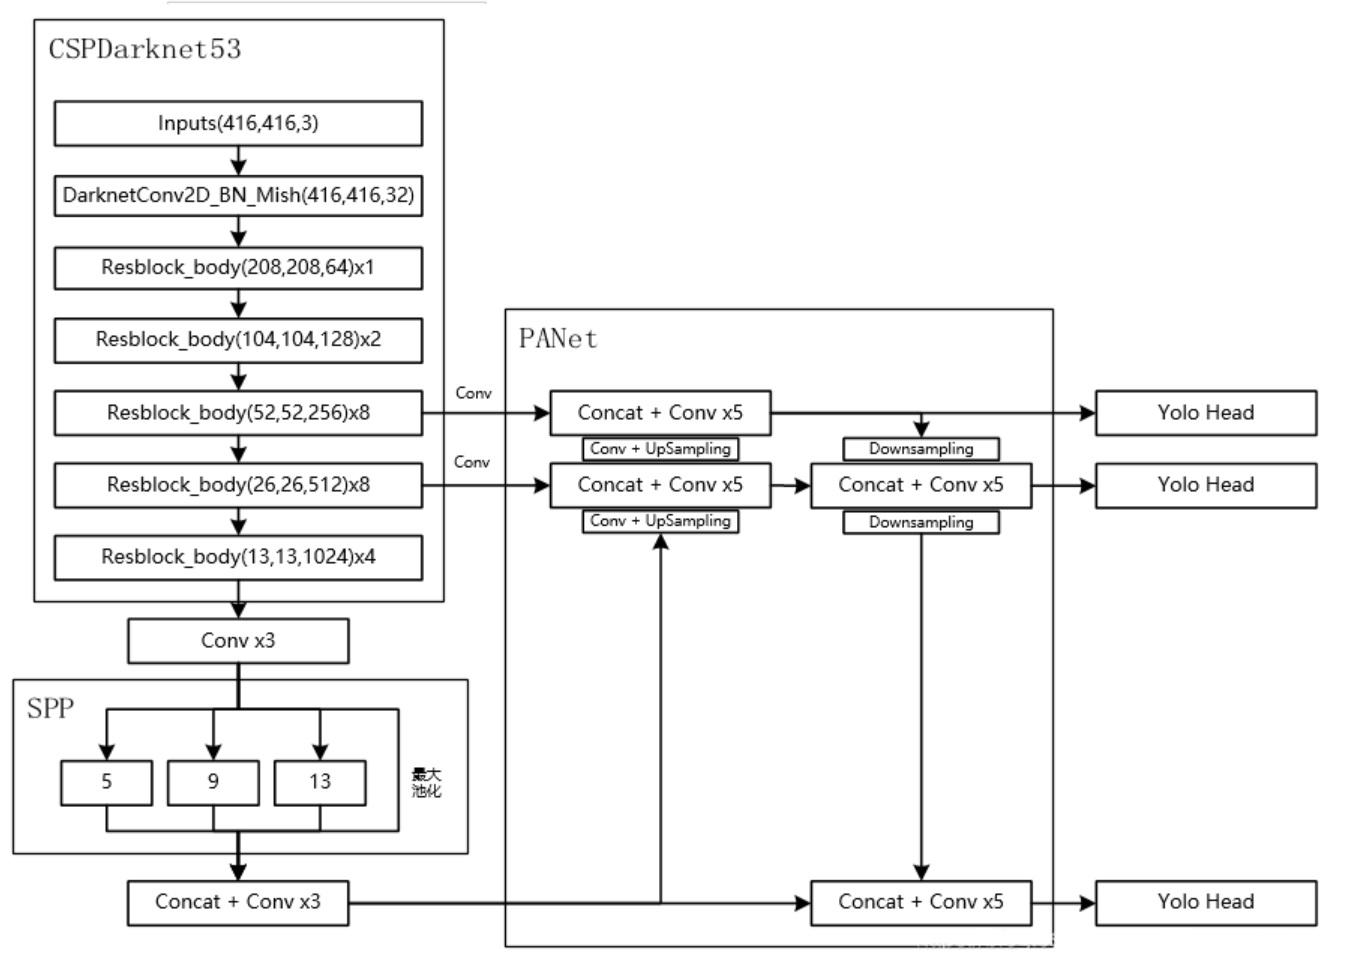 CSPDarknet53
Inputs(416,416,3)
DarknetConv2D_BN_Mish(416,416,32)
Resblock_body(208,208,64)x1
Resblock_body(104,104,128)x2
Resblock_body(52,52,256)x8
Resblock_body(26,26,512)x8
Resblock_body(13,13,1024)x4
Conv x3
SPP
5
9
13
最大
池化
Concat + Conv x3
Conv
Conv
PANet
Concat + Conv x5
Conv + UpSampling
Concat + Conv x5
Conv + UpSampling
Downsampling
Concat + Conv x5
Downsampling
Concat + Conv x5
Yolo Head
Yolo Head
Yolo Head